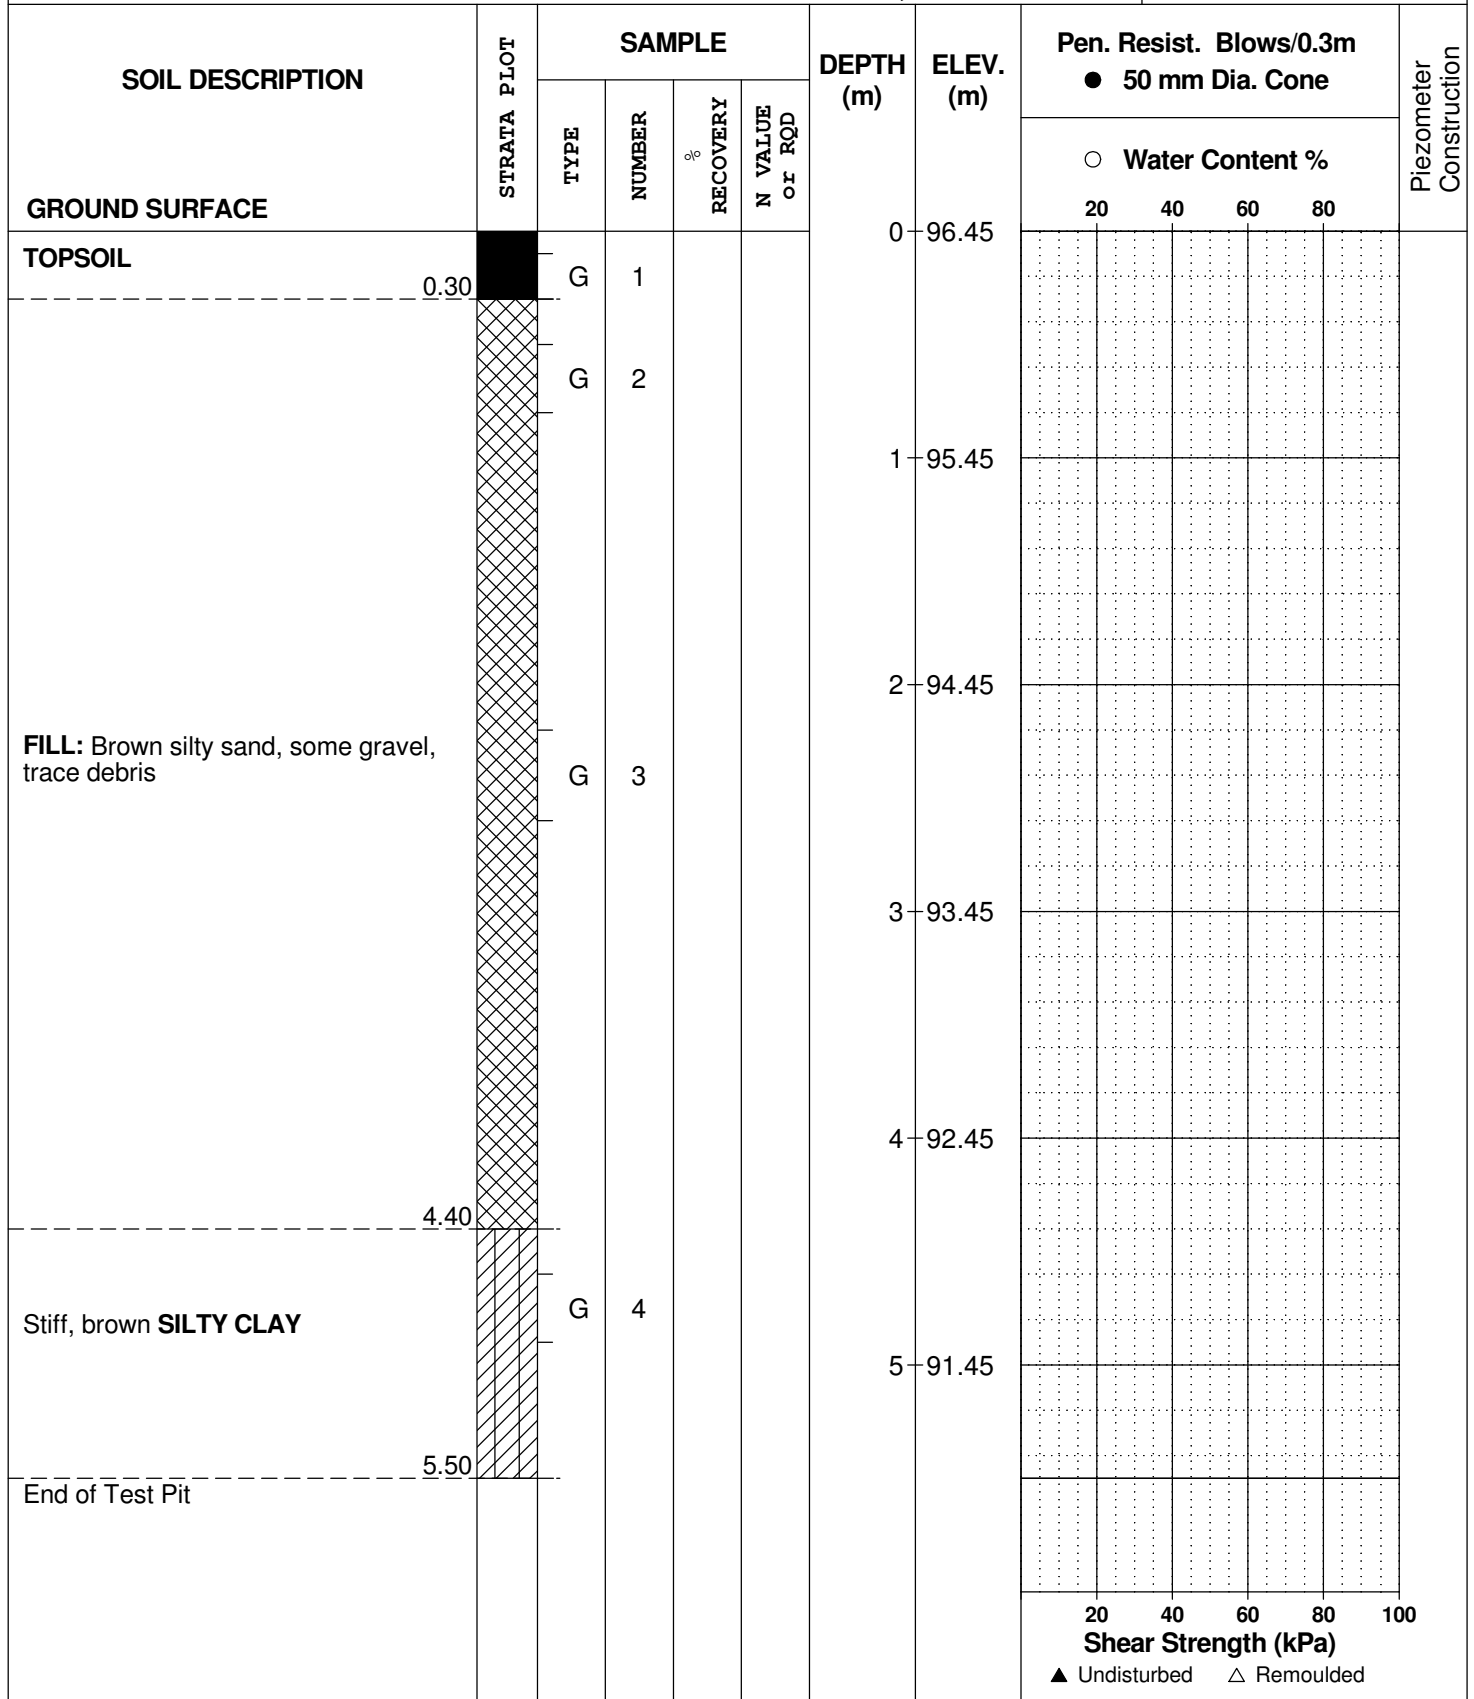 SOIL DESCRIPTION
GROUND SURFACE
STRATA PLOT
SAMPLE
TYPE
NUMBER
%
RECOVERY
N VALUE
or RQD
DEPTH
(m)
ELEV.
(m)
Pen. Resist. Blows/0.3m
● 50 mm Dia. Cone
○ Water Content %
20 40 60 80
Piezometer
Construction
0 96.45
TOPSOIL
0.30
G 1
G 2
1 95.45
2 94.45
FILL: Brown silty sand, some gravel,
trace debris
G 3
3 93.45
4 92.45
4.40
Stiff, brown SILTY CLAY
G 4
5 91.45
5.50
End of Test Pit
20 40 60 80 100
Shear Strength (kPa)
▲ Undisturbed △ Remoulded